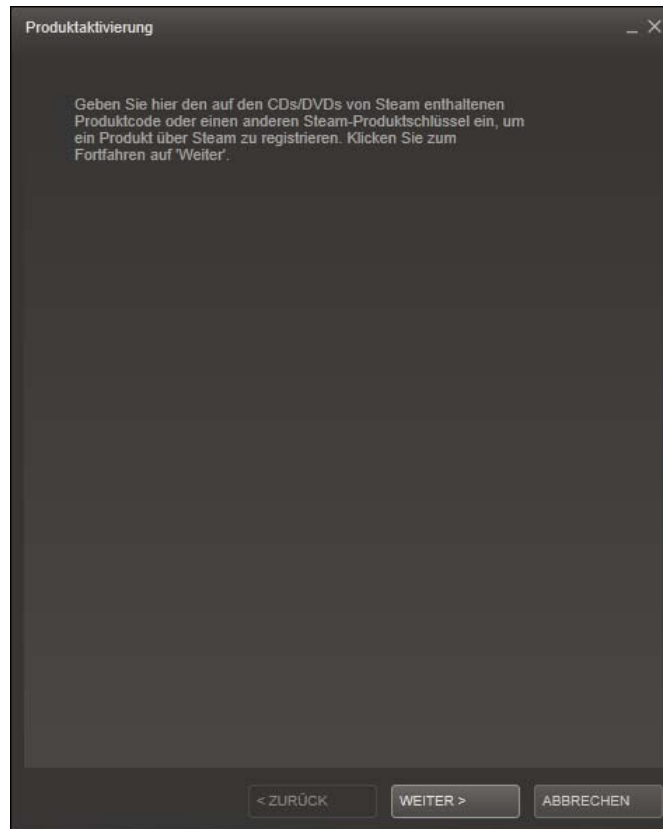 Produktaktivierung
Geben Sie hier den auf den CDs/DVDs von Steam enthaltenen
Produktcode oder einen anderen Steam-Produktschlüssel ein, um
ein Produkt über Steam zu registrieren. Klicken Sie zum
Fortfahren auf 'Weiter'.
< ZURÜCK WEITER > ABBRECHEN